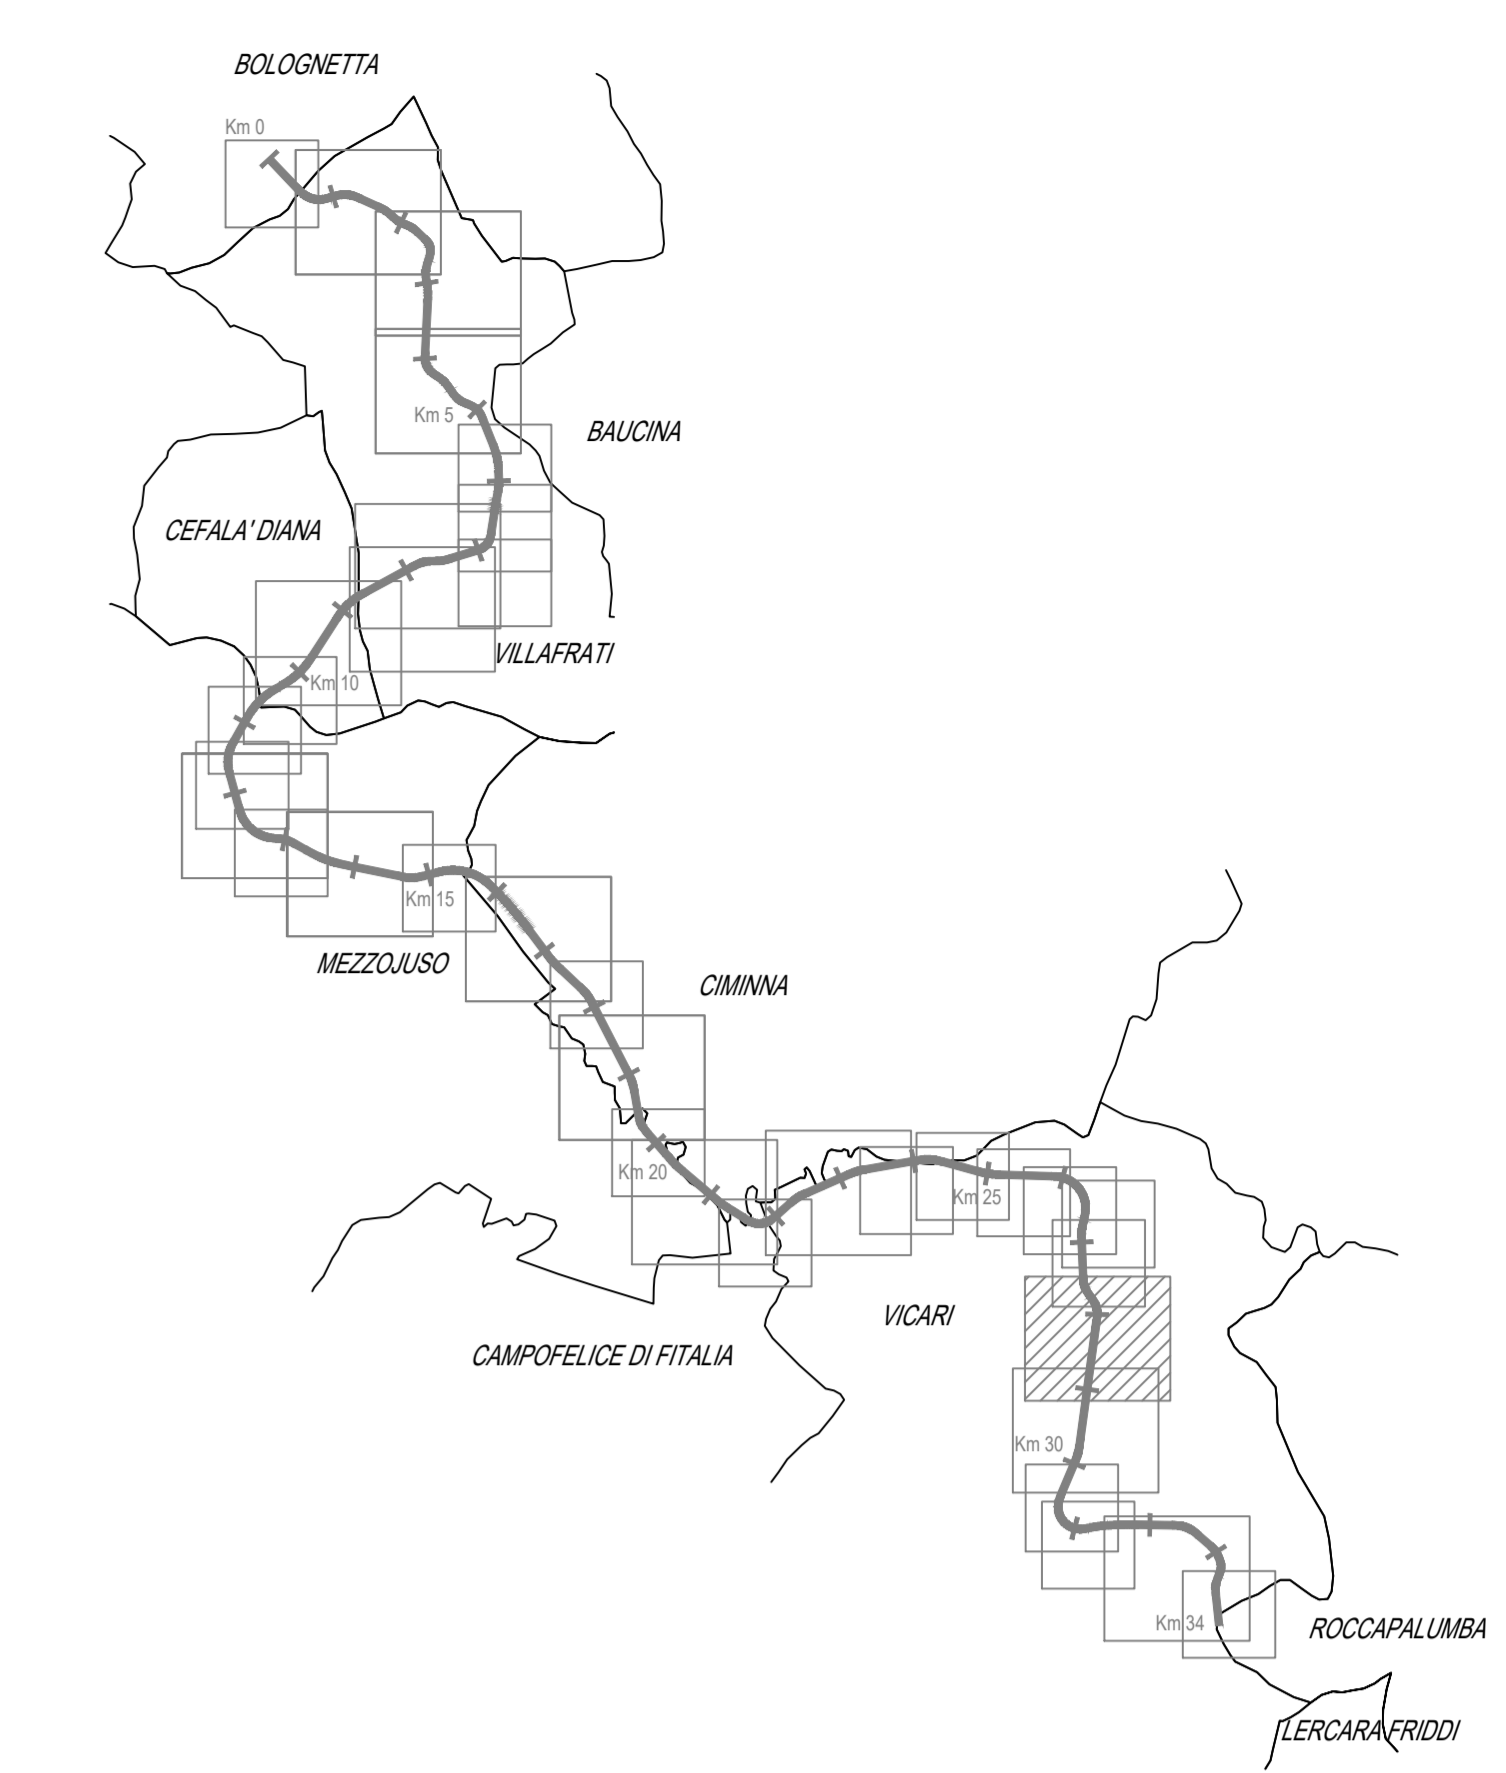 BOLOGNETTA
Km 0
Km 5
BAUCINA
CEFALA' DIANA
VILLAFRATI
Km 10
Km 15
MEZZOJUSO
CIMINNA
Km 20
Km 25
VICARI
CAMPOFELICE DI FITALIA
Km 30
Km 34
ROCCAPALUMBA
LERCARA FRIDDI